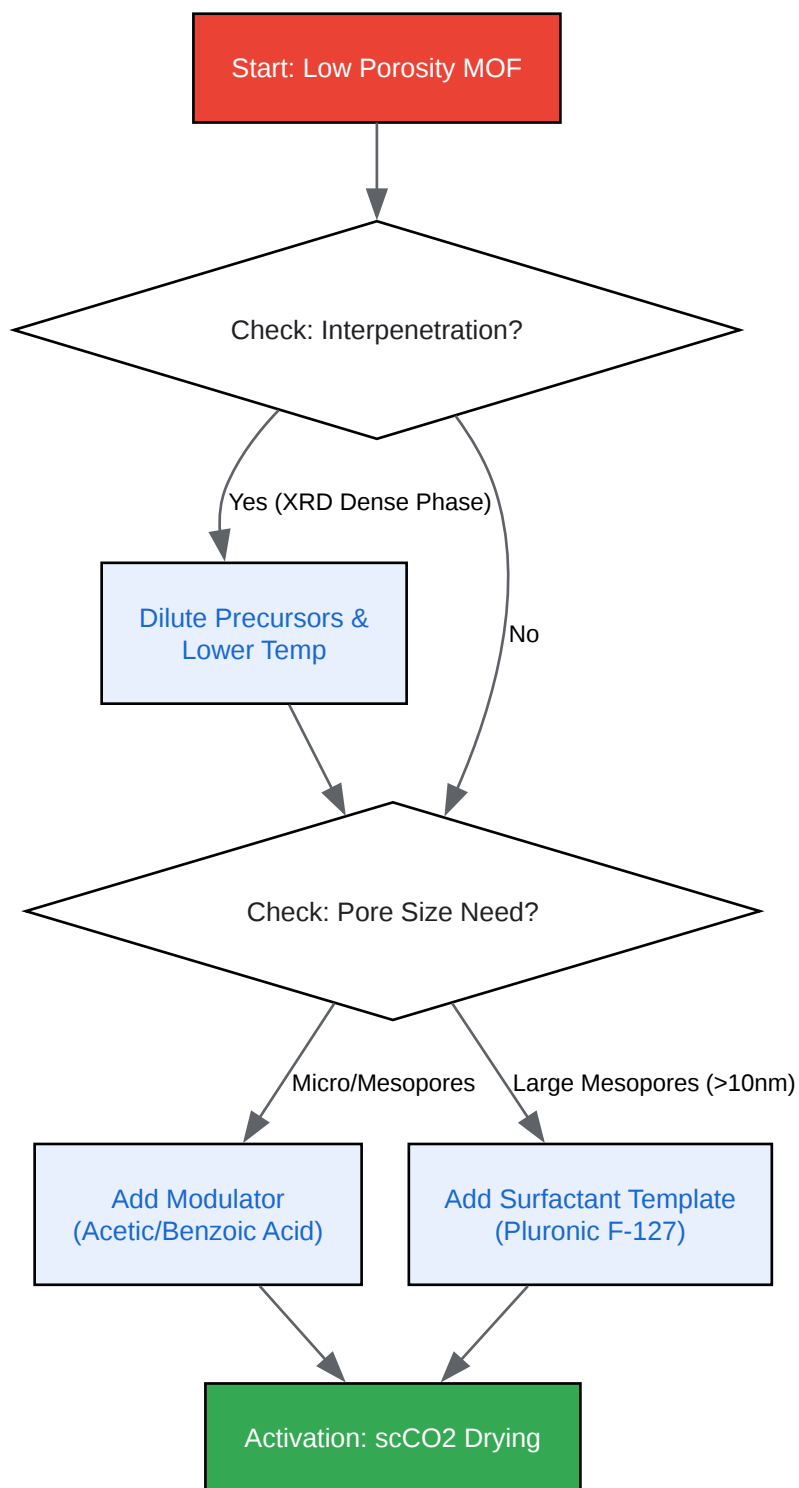 Start: Low Porosity MOF
Check: Interpenetration?
Yes (XRD Dense Phase)
Dilute Precursors &
Lower Temp
No
Check: Pore Size Need?
Micro/Mesopores
Large Mesopores (>10nm)
Add Modulator
(Acetic/Benzoic Acid)
Add Surfactant Template
(Pluronic F-127)
Activation: scCO2 Drying